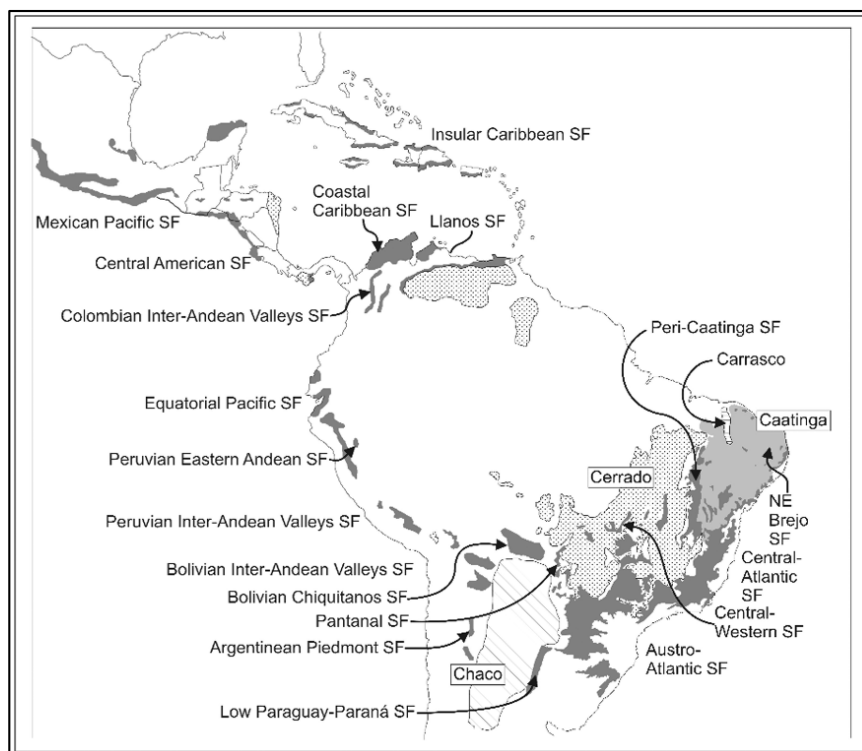 Insular Caribbean SF
Coastal
Caribbean SF
Llanos SF
Mexican Pacific SF
Central American SF
Colombian Inter-Andean Valleys SF
Peri-Caatinga SF
Carrasco
Equatorial Pacific SF
Caatinga
Peruvian Eastern Andean SF
Cerrado
NE
Brejo
SF
Peruvian Inter-Andean Valleys SF
Central-
Atlantic
SF
Bolivian Inter-Andean Valleys SF
Bolivian Chiquitanos SF
Pantanal SF
Central-
Western SF
Argentinean Piedmont SF
Austro-
Atlantic SF
Chaco
Low Paraguay-Paraná SF